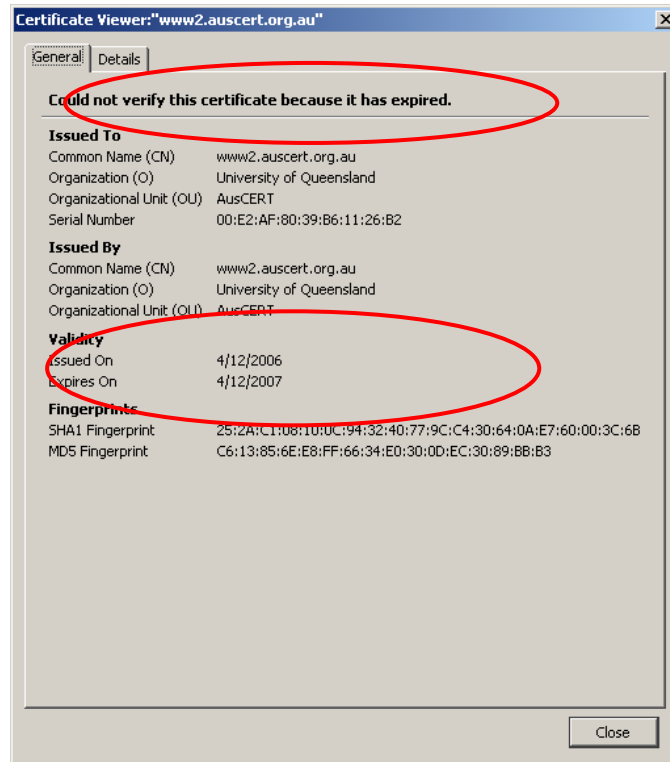 Certificate Viewer:"www2.auscert.org.au"
General Details
Could not verify this certificate because it has expired.
Issued To
Common Name (CN) www2.auscert.org.au
Organization (O) University of Queensland
Organizational Unit (OU) AusCERT
Serial Number 00:E2:AF:80:39:B6:11:26:B2
Issued By
Common Name (CN) www2.auscert.org.au
Organization (O) University of Queensland
Organizational Unit (OU) AusCERT
Validity
Issued On 4/12/2006
Expires On 4/12/2007
Fingerprints
SHA1 Fingerprint 25:2A:C1:08:10:0C:94:32:40:77:9C:C4:30:64:0A:E7:60:00:3C:6B
MD5 Fingerprint C6:13:85:6E:E8:FF:66:34:E0:30:0D:EC:30:89:BB:B3
Close